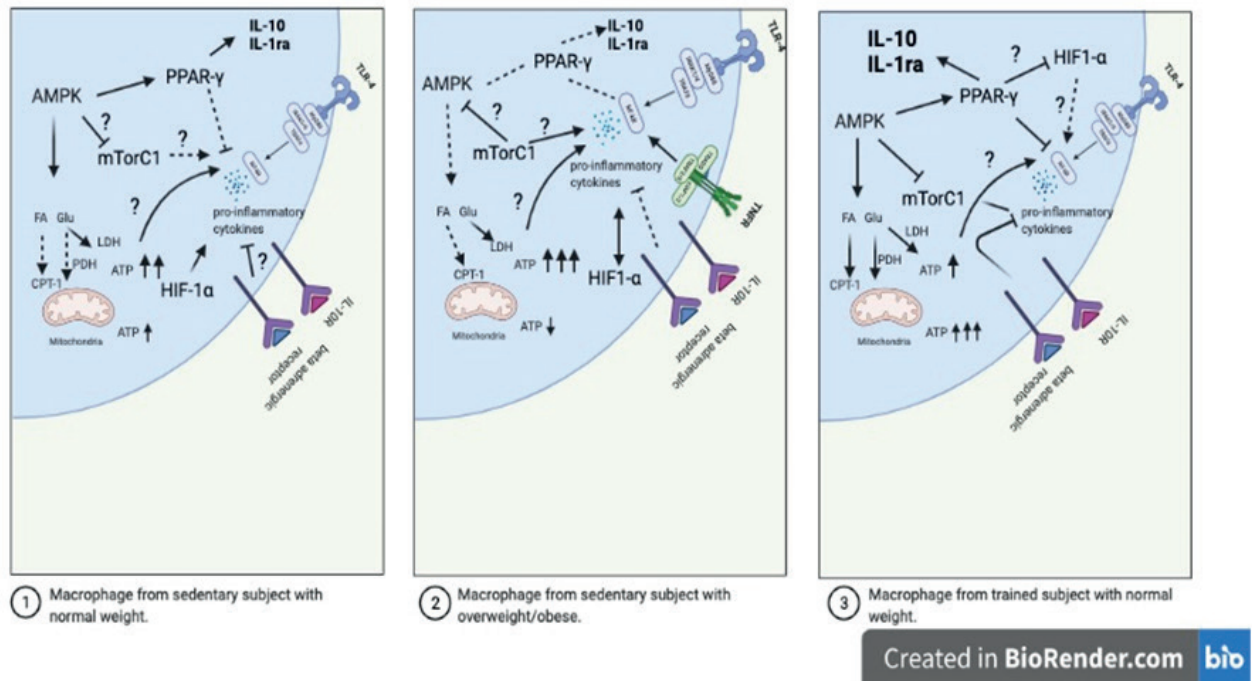 IL-10
IL-1ra
PPAR-γ
AMPK
?
mTorC1
?
TLR-4
pro-inflammatory
cytokines
?
FA Glu
LDH
PDH
ATP
CPT-1
HIF-1α
?
Mitochondria
ATP
IL-10R
beta adrenergic
receptor
1 Macrophage from sedentary subject with
normal weight.
IL-10
IL-1ra
PPAR-γ
AMPK
?
mTorC1
?
TLR-4
NF-kB
pro-inflammatory
cytokines
TNFR
?
FA Glu
LDH
CPT-1
ATP
HIF1-α
Mitochondria
ATP
IL-10R
beta adrenergic
receptor
2 Macrophage from sedentary subject with
overweight/obese.
IL-10
IL-1ra
?
HIF1-α
PPAR-γ
?
AMPK
TLR-4
?
mTorC1
pro-inflammatory
cytokines
FA Glu
LDH
PDH
ATP
CPT-1
Mitochondria
ATP
IL-10R
beta adrenergic
receptor
3 Macrophage from trained subject with normal
weight.
Created in BioRender.com bio